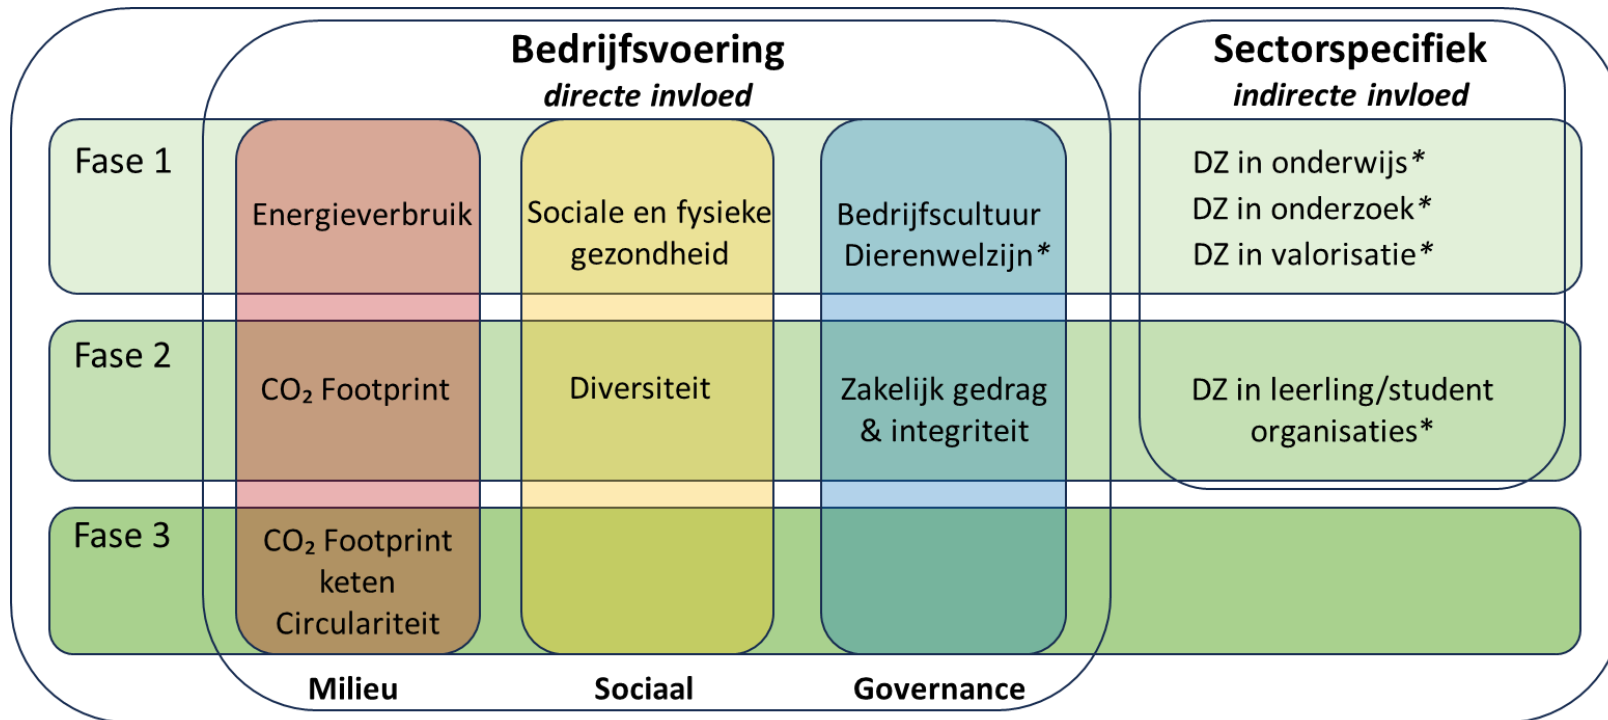 Bedrijfsvoering
directe invloed
Sectorspecifiek
indirecte invloed
Fase 1
Energieverbruik
Sociale en fysieke
gezondheid
Bedrijfscultuur
Dierenwelzijn*
DZ in onderwijs*
DZ in onderzoek*
DZ in valorisatie*
Fase 2
CO₂ Footprint
Diversiteit
Zakelijk gedrag
& integriteit
DZ in leerling/student
organisaties*
Fase 3
CO₂ Footprint
keten
Circulariteit
Milieu
Sociaal
Governance